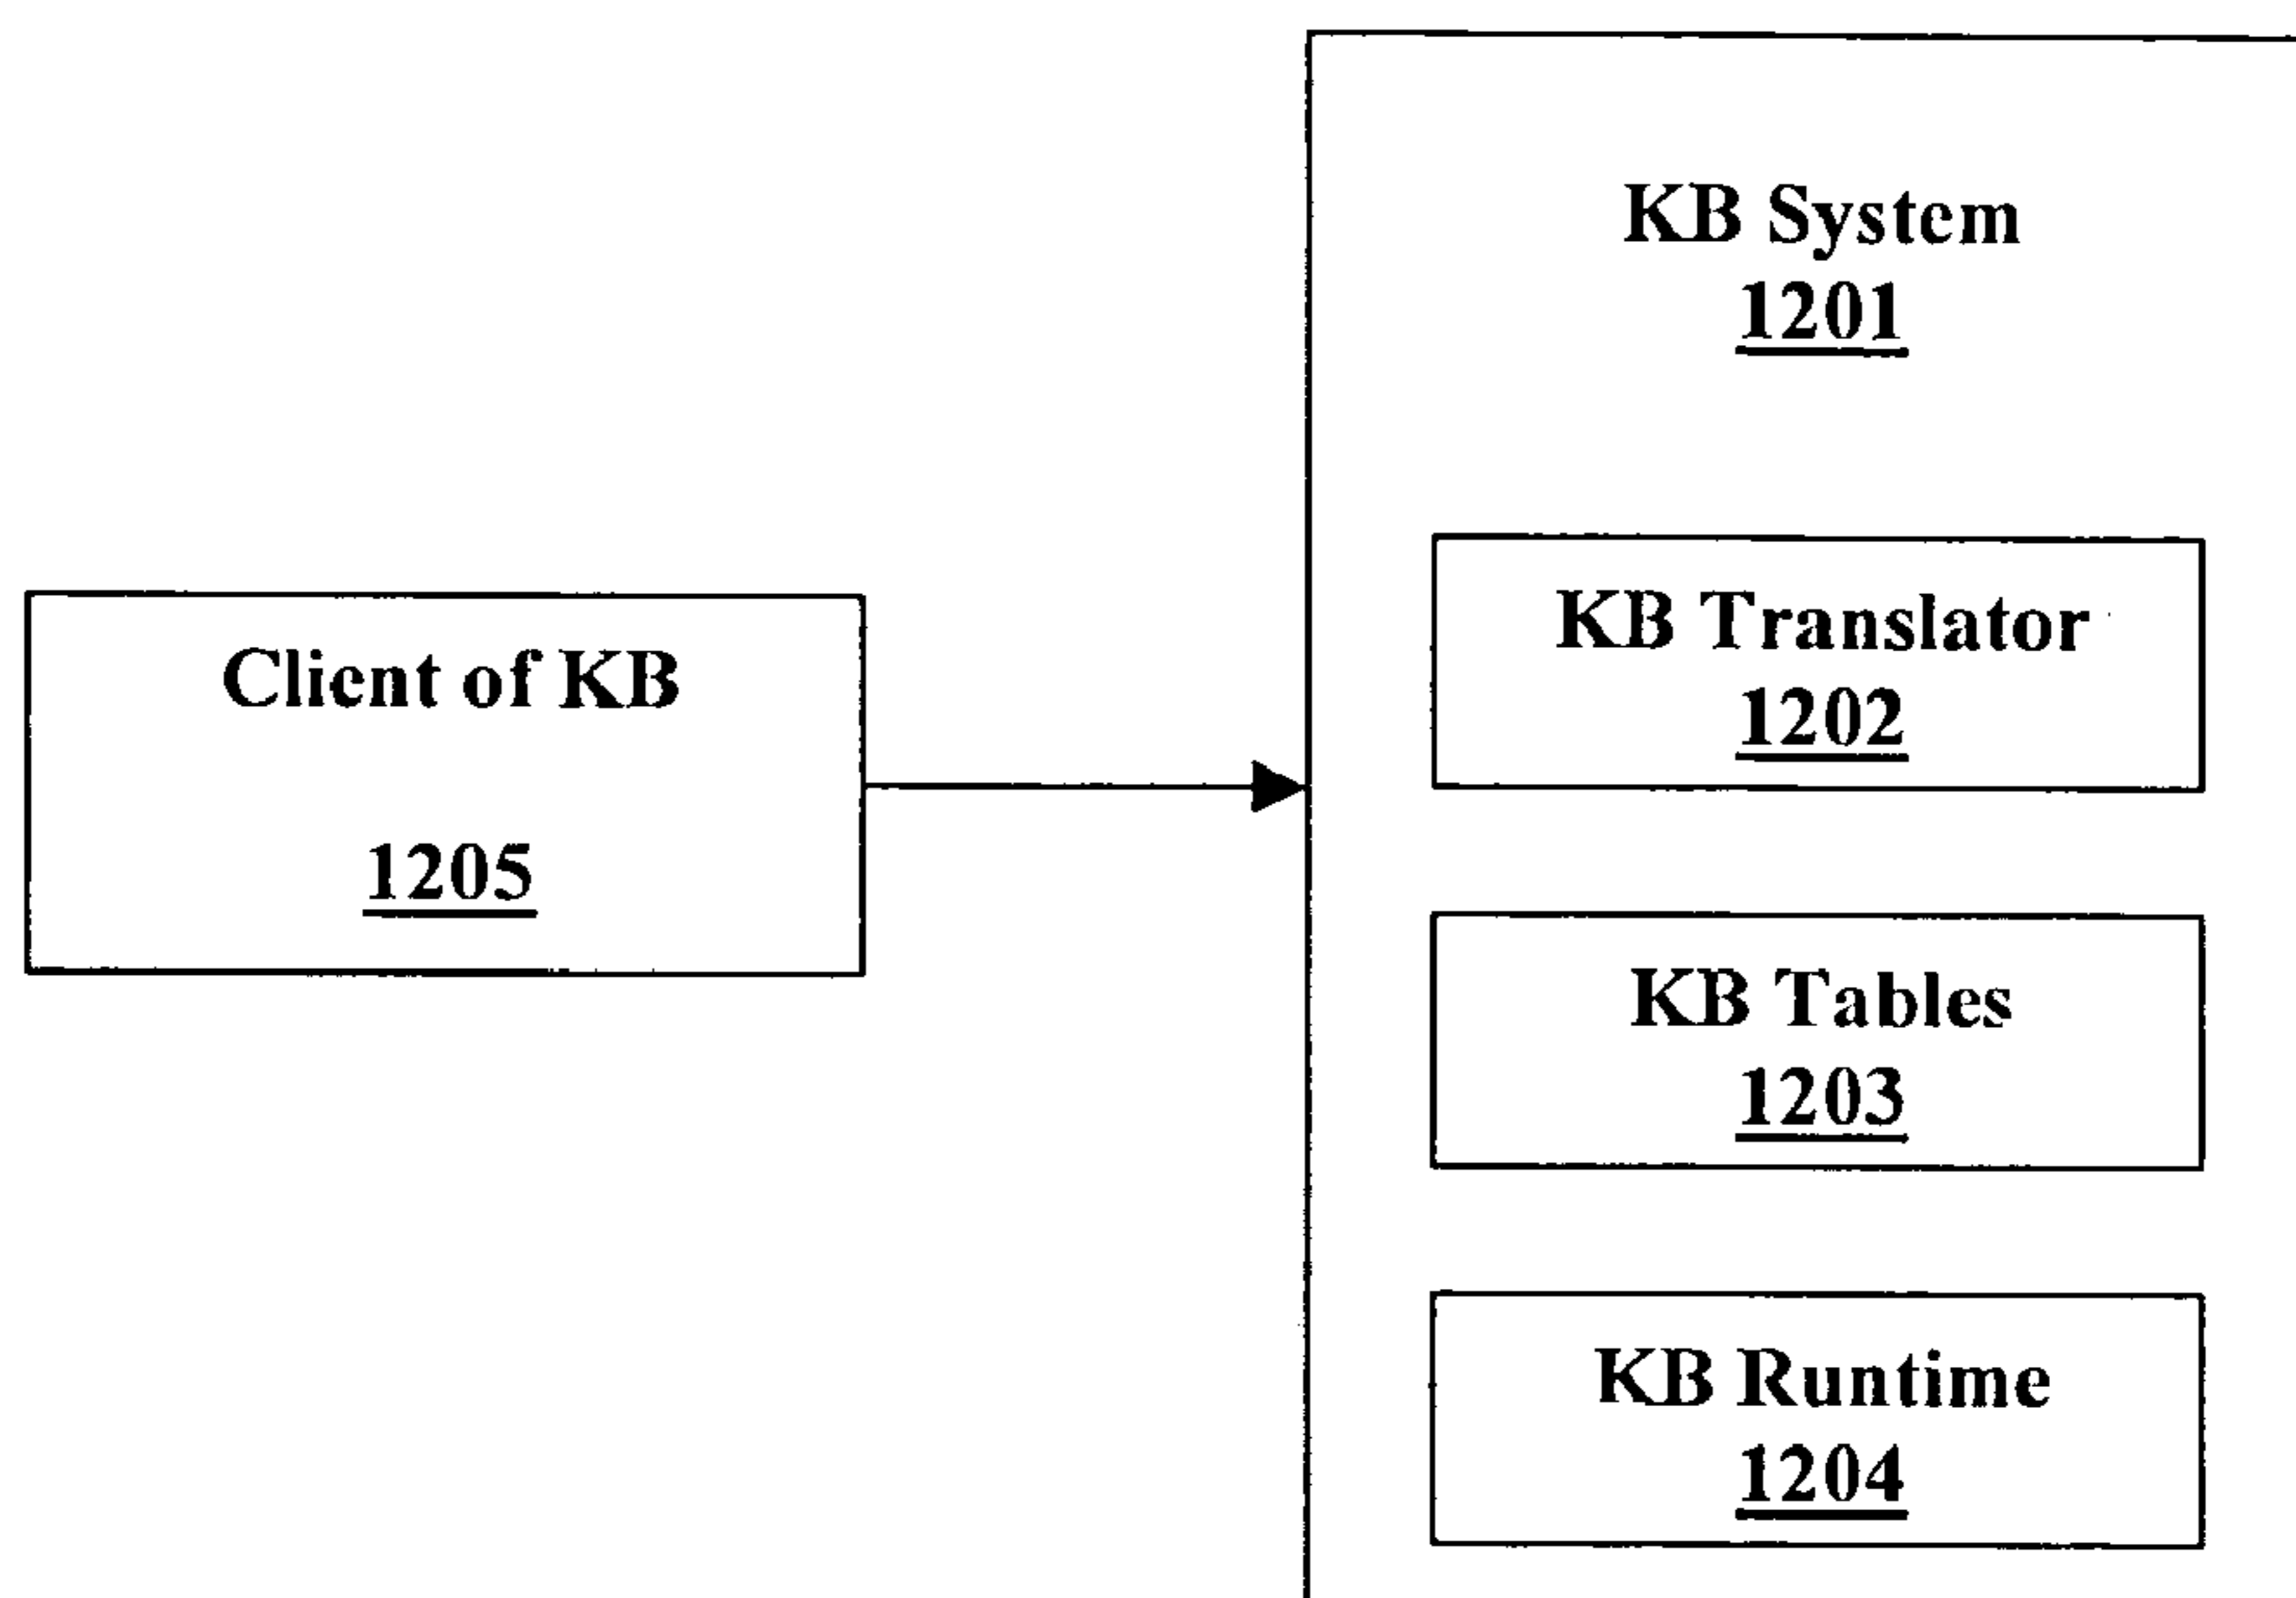 KB System
1201
KB Translator
1202
Client of KB
1205
KB Tables
1203
KB Runtime
1204